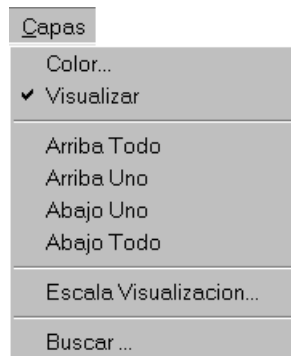 Capas
Color...
Visualizar
Arriba Todo
Arriba Uno
Abajo Uno
Abajo Todo
Escala Visualizacion...
Buscar ...